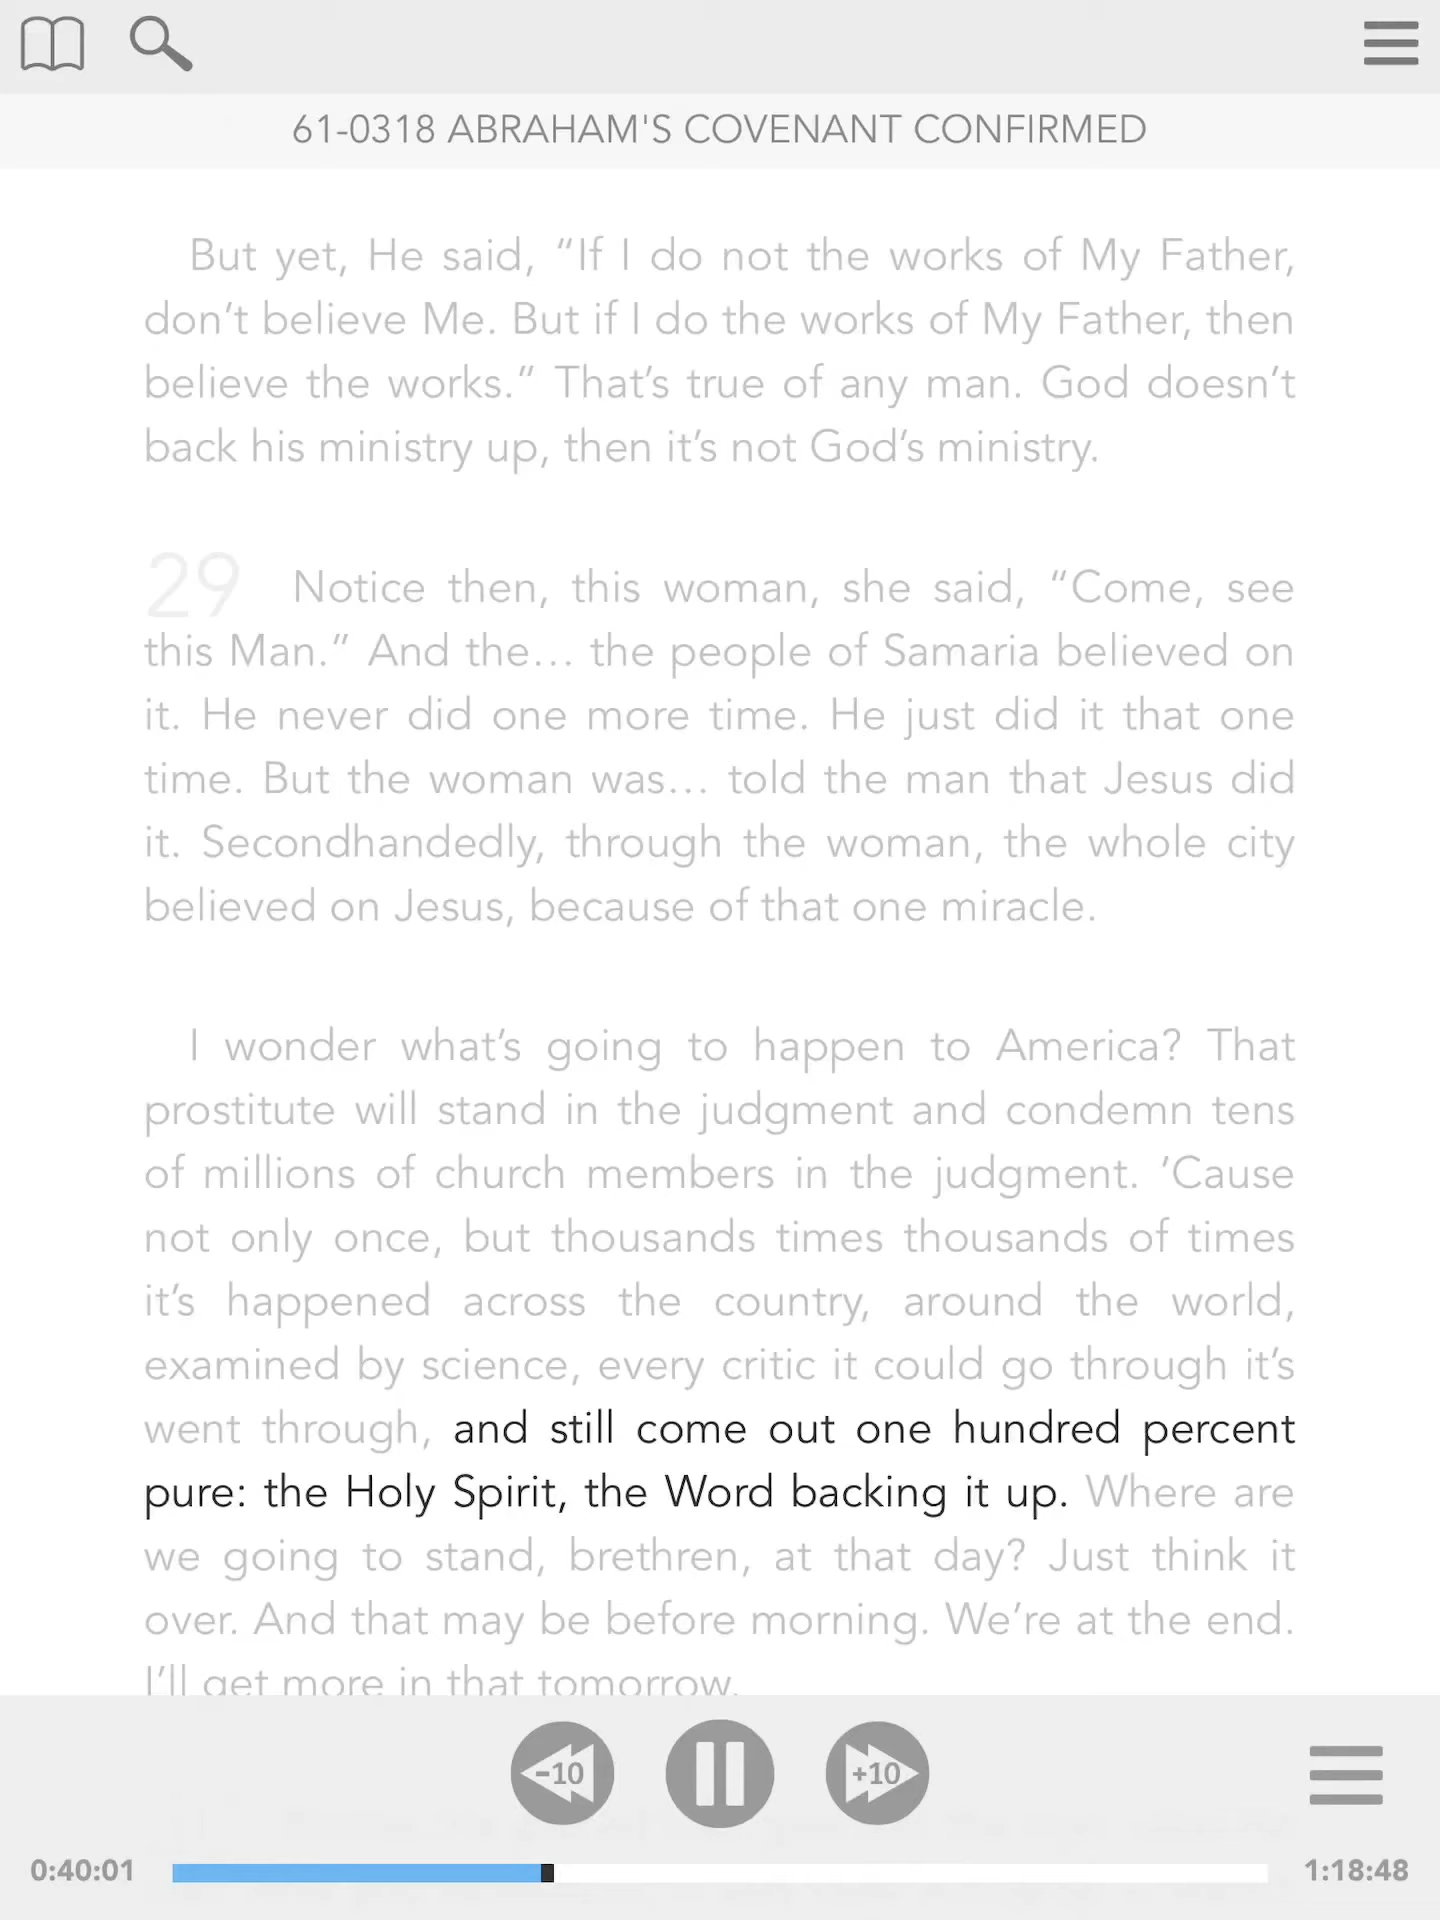 61-0318 ABRAHAM'S COVENANT CONFIRMED
But yet, He said, “If I do not the works of My Father,
don’t believe Me. But if I do the works of My Father, then
believe the works.” That’s true of any man. God doesn’t
back his ministry up, then it’s not God’s ministry.
29 Notice then, this woman, she said, “Come, see
this Man.” And the… the people of Samaria believed on
it. He never did one more time. He just did it that one
time. But the woman was… told the man that Jesus did
it. Secondhandedly, through the woman, the whole city
believed on Jesus, because of that one miracle.
I wonder what’s going to happen to America? That
prostitute will stand in the judgment and condemn tens
of millions of church members in the judgment. ’Cause
not only once, but thousands times thousands of times
it’s happened across the country, around the world,
examined by science, every critic it could go through it’s
went through, and still come out one hundred percent
pure: the Holy Spirit, the Word backing it up. Where are
we going to stand, brethren, at that day? Just think it
over. And that may be before morning. We’re at the end.
I’ll get more in that tomorrow.
-10 +10
0:40:01 1:18:48